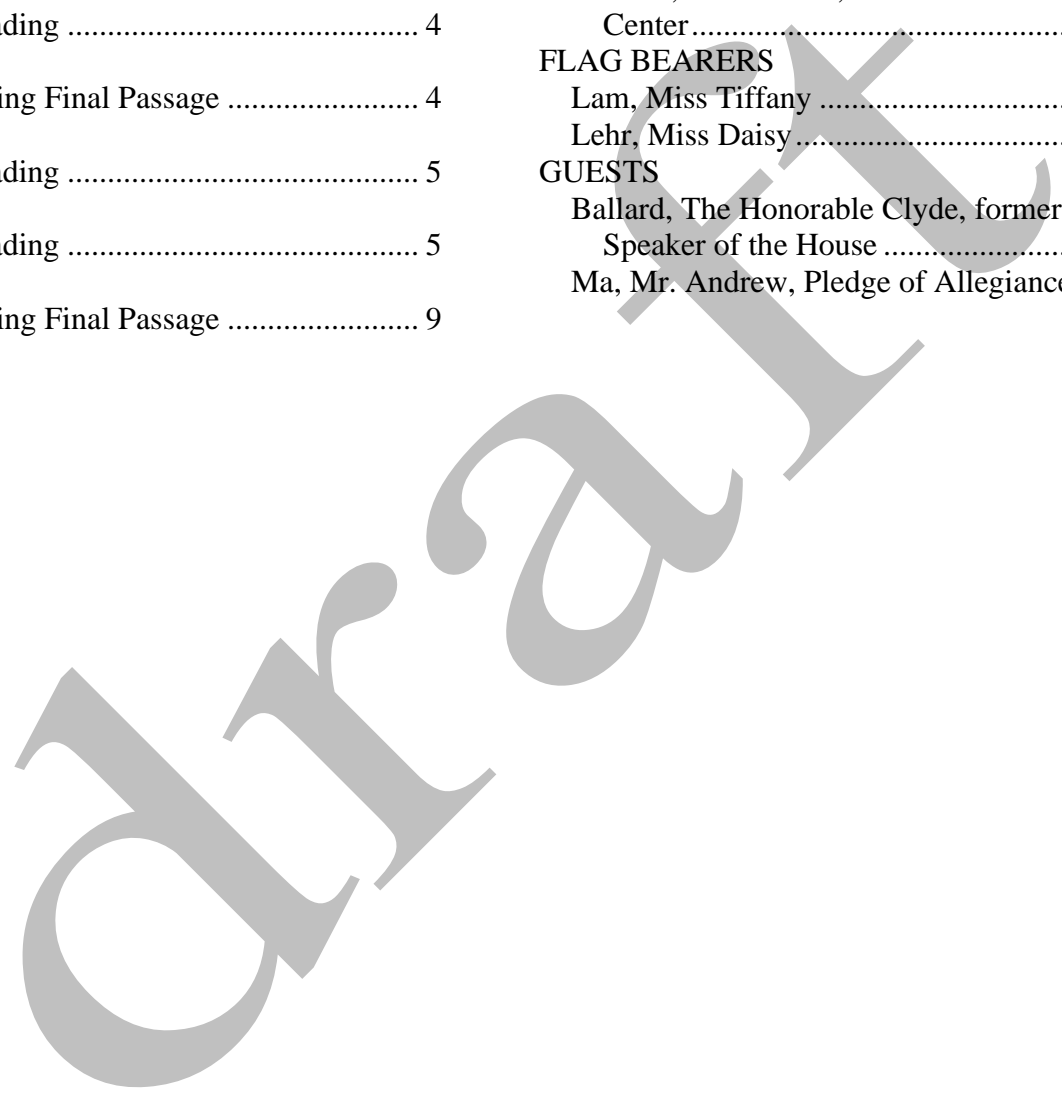 ading ..................................... 4
ing Final Passage ...................... 4
ading ..................................... 5
ading ..................................... 5
ing Final Passage ...................... 9
Center.......................................
FLAG BEARERS
Lam, Miss Tiffany ...........................
Lehr, Miss Daisy.............................
GUESTS
Ballard, The Honorable Clyde, former
Speaker of the House ......................
Ma, Mr. Andrew, Pledge of Allegiance
draft